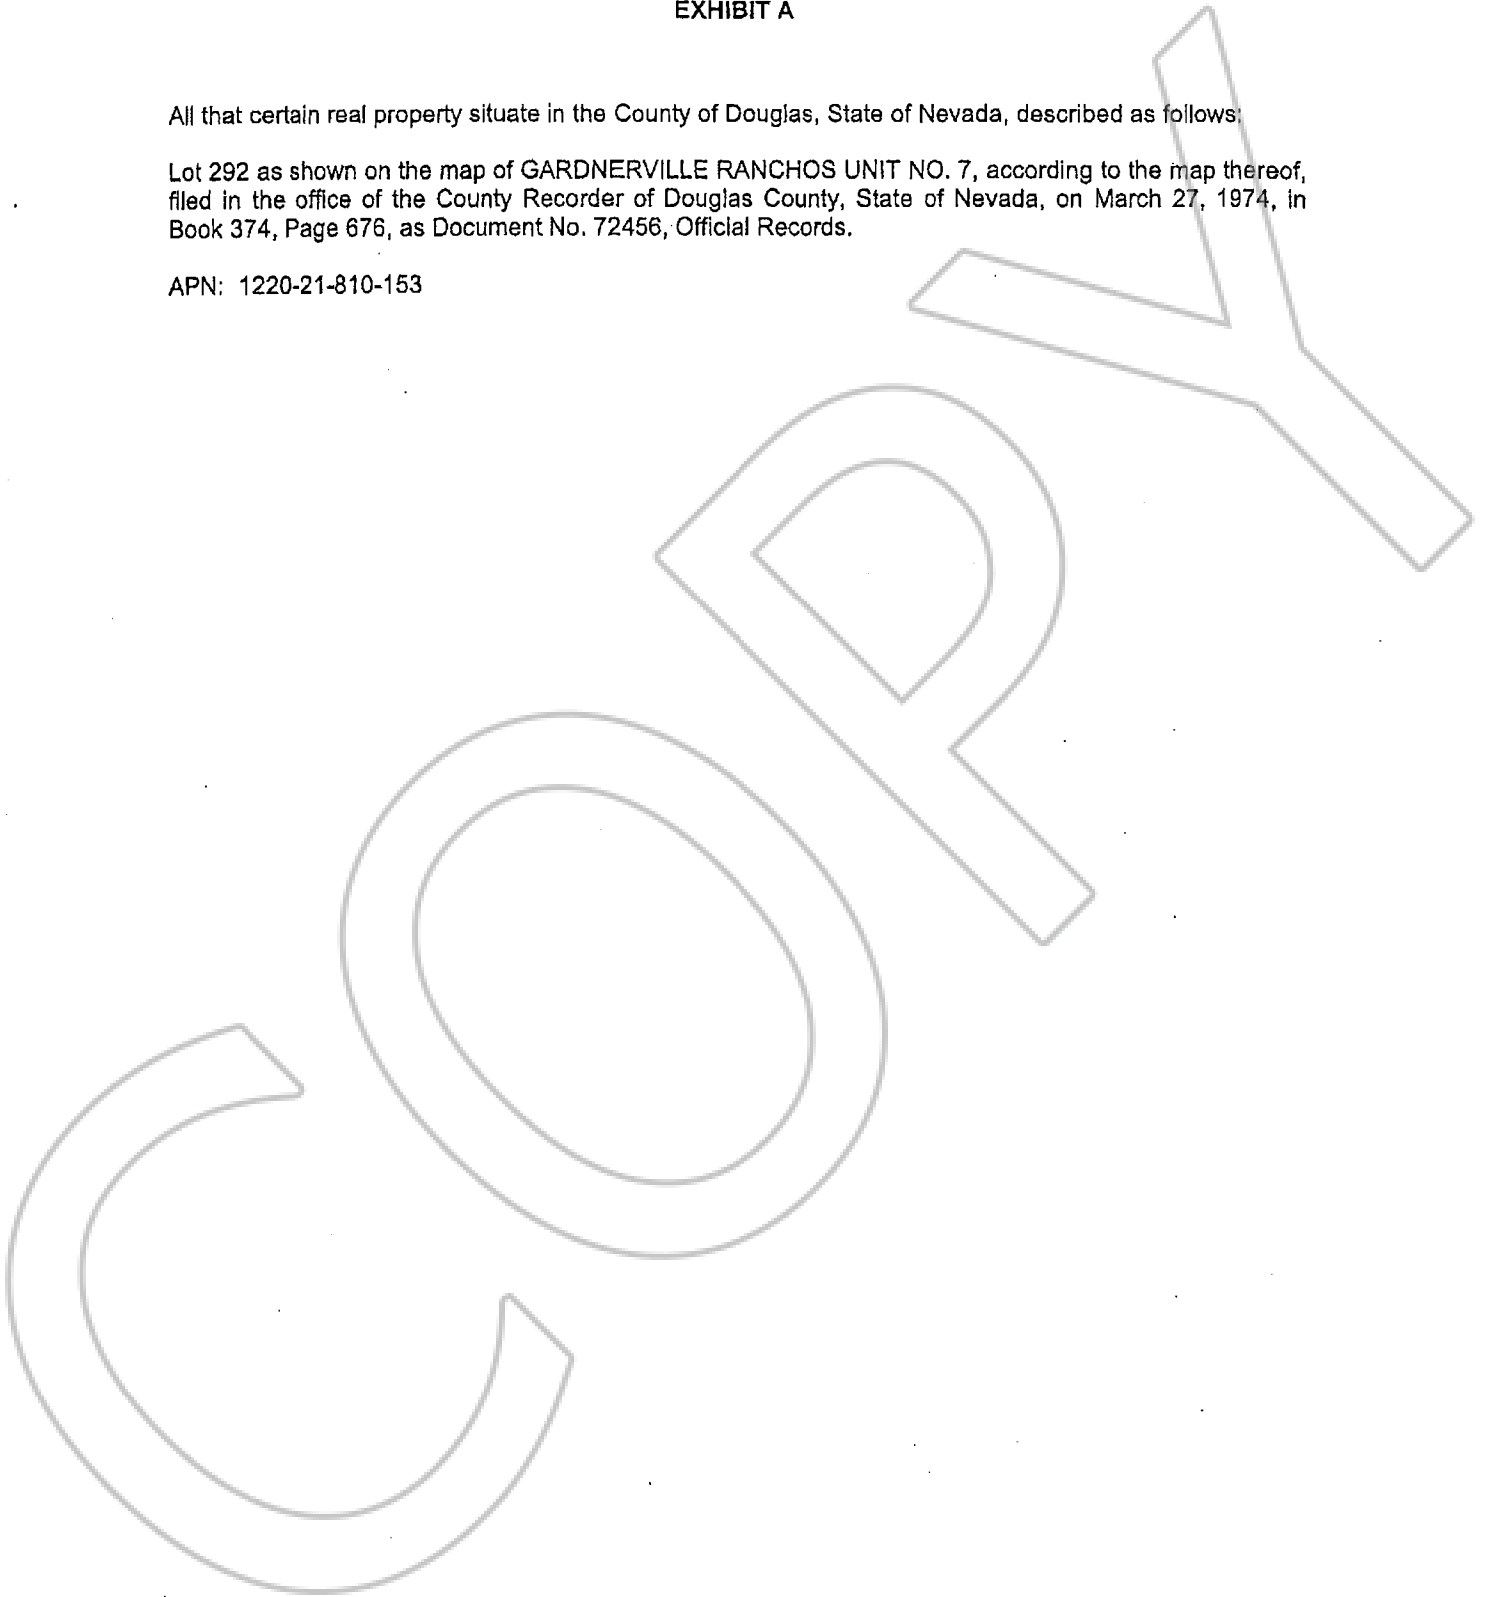 EXHIBIT A
All that certain real property situate in the County of Douglas, State of Nevada, described as follows:
Lot 292 as shown on the map of GARDNERVILLE RANCHOS UNIT NO. 7, according to the map thereof,
filed in the office of the County Recorder of Douglas County, State of Nevada, on March 27, 1974, in
Book 374, Page 676, as Document No. 72456, Official Records.
APN: 1220-21-810-153
COPY